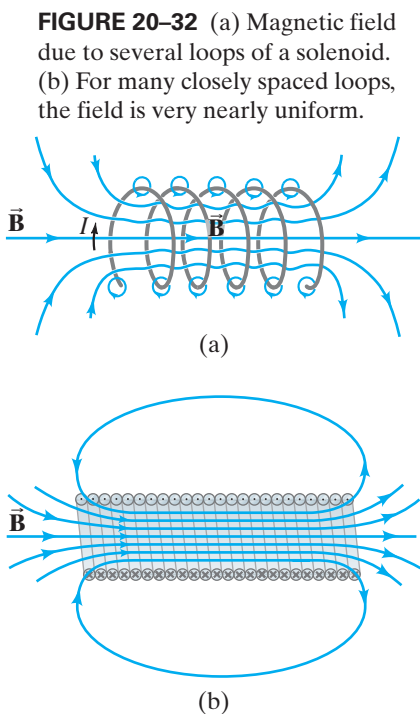 FIGURE 20–32 (a) Magnetic field
due to several loops of a solenoid.
(b) For many closely spaced loops,
the field is very nearly uniform.
B⃗
I
B⃗
(a)
B⃗
(b)